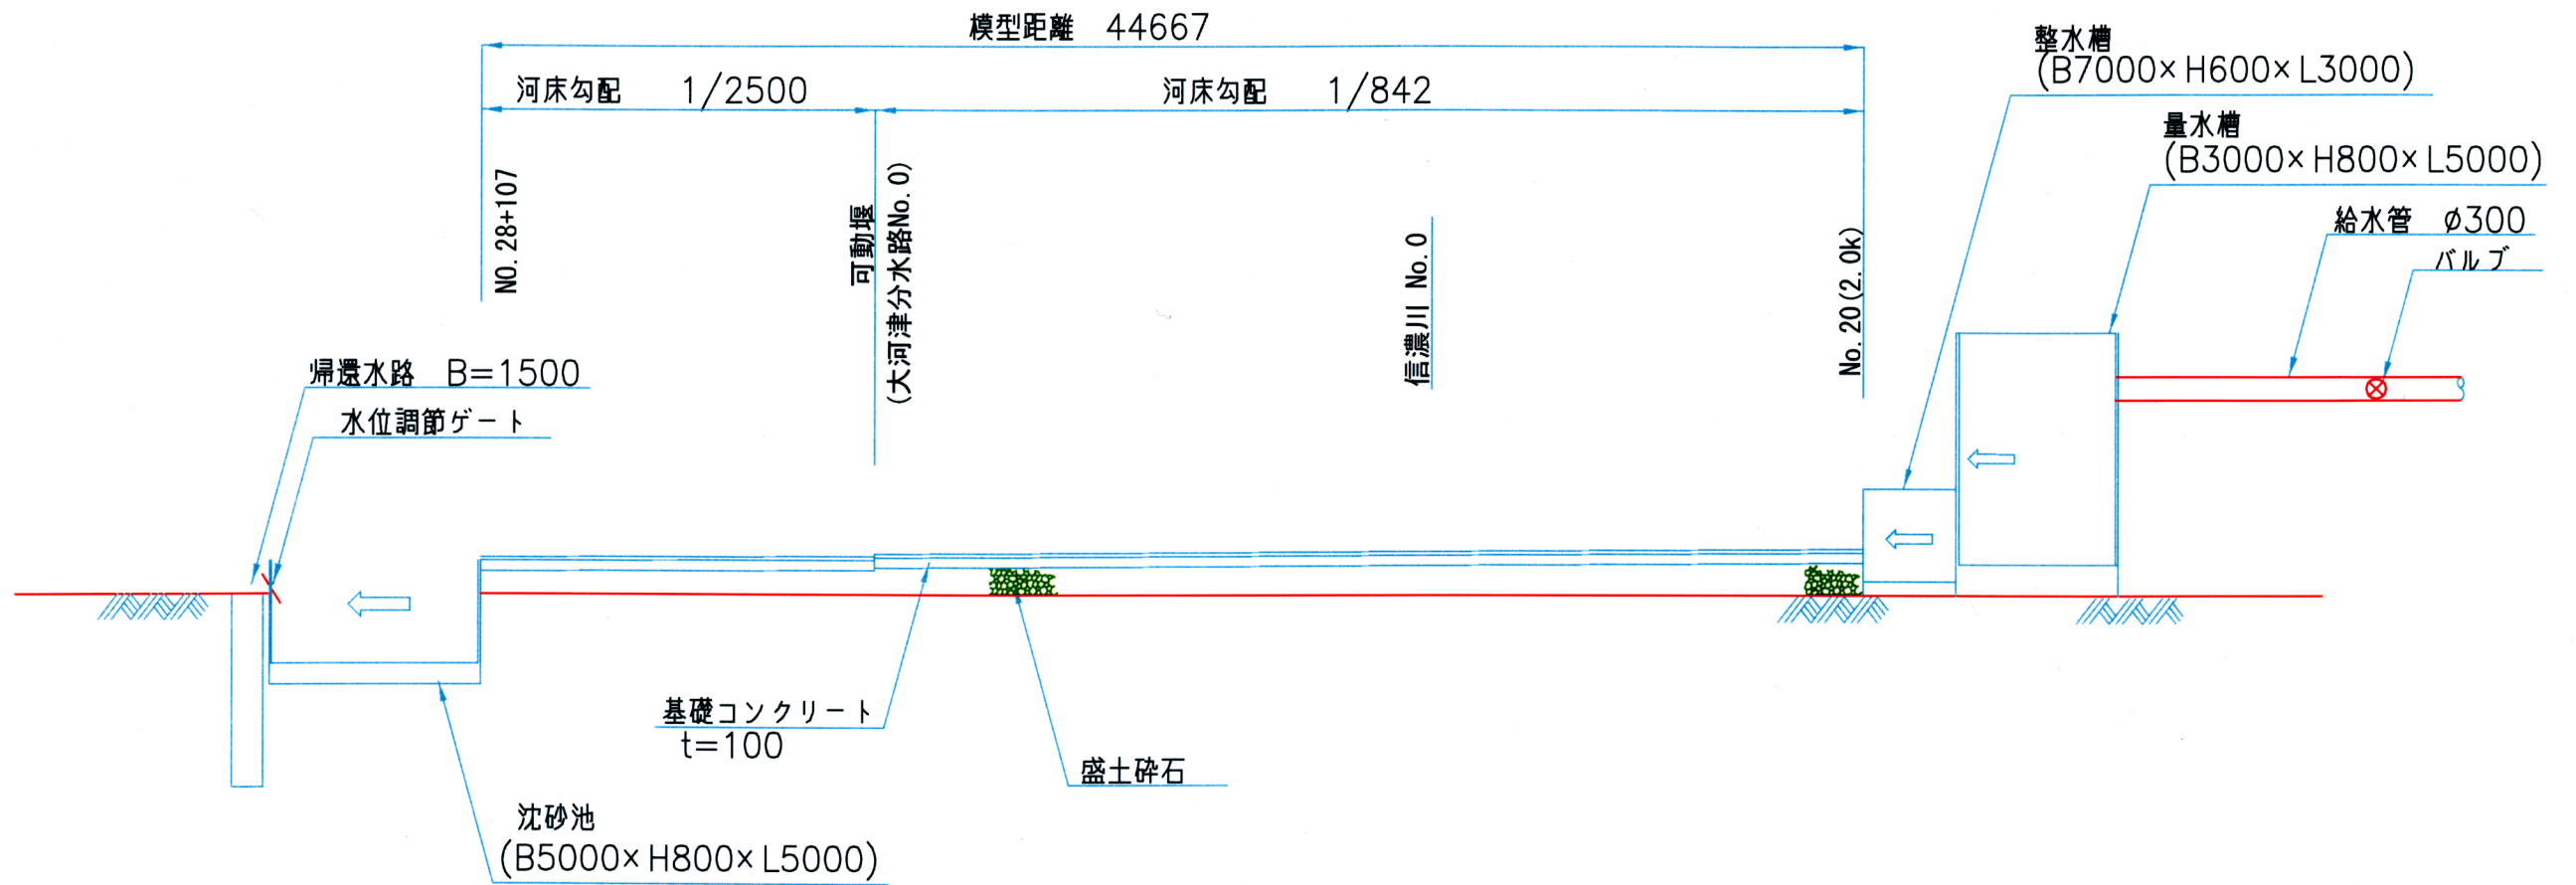 模型距離 44667
河床勾配 1/2500
河床勾配 1/842
整水槽
(B7000×H600×L3000)
量水槽
(B3000×H800×L5000)
給水管 ø300
バルブ
NO.28+107
可動堰
(大河津分水路No.0)
信濃川 No.0
No.20(2.0k)
帰還水路 B=1500
水位調節ゲート
基礎コンクリート
t=100
盛土砕石
沈砂池
(B5000×H800×L5000)